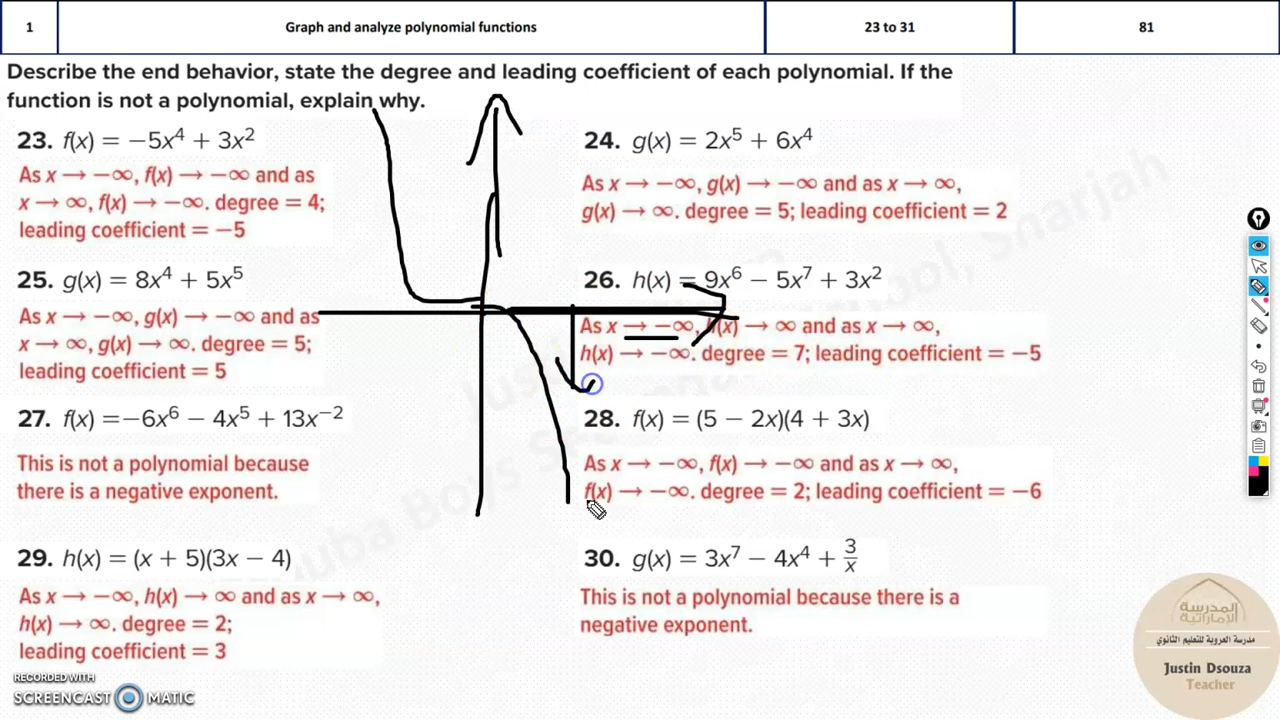 1 Graph and analyze polynomial functions 23 to 31 81
Describe the end behavior, state the degree and leading coefficient of each polynomial. If the
function is not a polynomial, explain why.
23. f(x) = −5x⁴ + 3x²
As x → −∞, f(x) → −∞ and as
x → ∞, f(x) → −∞. degree = 4;
leading coefficient = −5
24. g(x) = 2x⁵ + 6x⁴
As x → −∞, g(x) → −∞ and as x → ∞,
g(x) → ∞. degree = 5; leading coefficient = 2
25. g(x) = 8x⁴ + 5x⁵
As x → −∞, g(x) → −∞ and as
x → ∞, g(x) → ∞. degree = 5;
leading coefficient = 5
26. h(x) = 9x⁶ − 5x⁷ + 3x²
As x → −∞, h(x) → ∞ and as x → ∞,
h(x) → −∞. degree = 7; leading coefficient = −5
27. f(x) =−6x⁶ − 4x⁵ + 13x⁻²
This is not a polynomial because
there is a negative exponent.
28. f(x) = (5 − 2x)(4 + 3x)
As x → −∞, f(x) → −∞ and as x → ∞,
f(x) → −∞. degree = 2; leading coefficient = −6
29. h(x) = (x + 5)(3x − 4)
As x → −∞, h(x) → ∞ and as x → ∞,
h(x) → ∞. degree = 2;
leading coefficient = 3
30. g(x) = 3x⁷ − 4x⁴ + 3/x
This is not a polynomial because there is a
negative exponent.
المدرسة
الإماراتية
مدرسة العروبة للتعليم الثانوي
Justin Dsouza
Teacher
RECORDED WITH
SCREENCAST MATIC